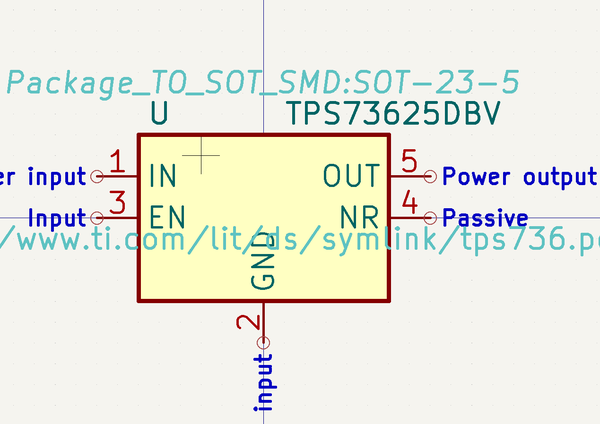 Package_TO_SOT_SMD:SOT-23-5
U TPS73625DBV
er input 1 IN OUT 5 Power output
Input 3 EN NR 4 Passive
/www.ti.com/lit/ds/symlink/tps736.p
GND
2
input